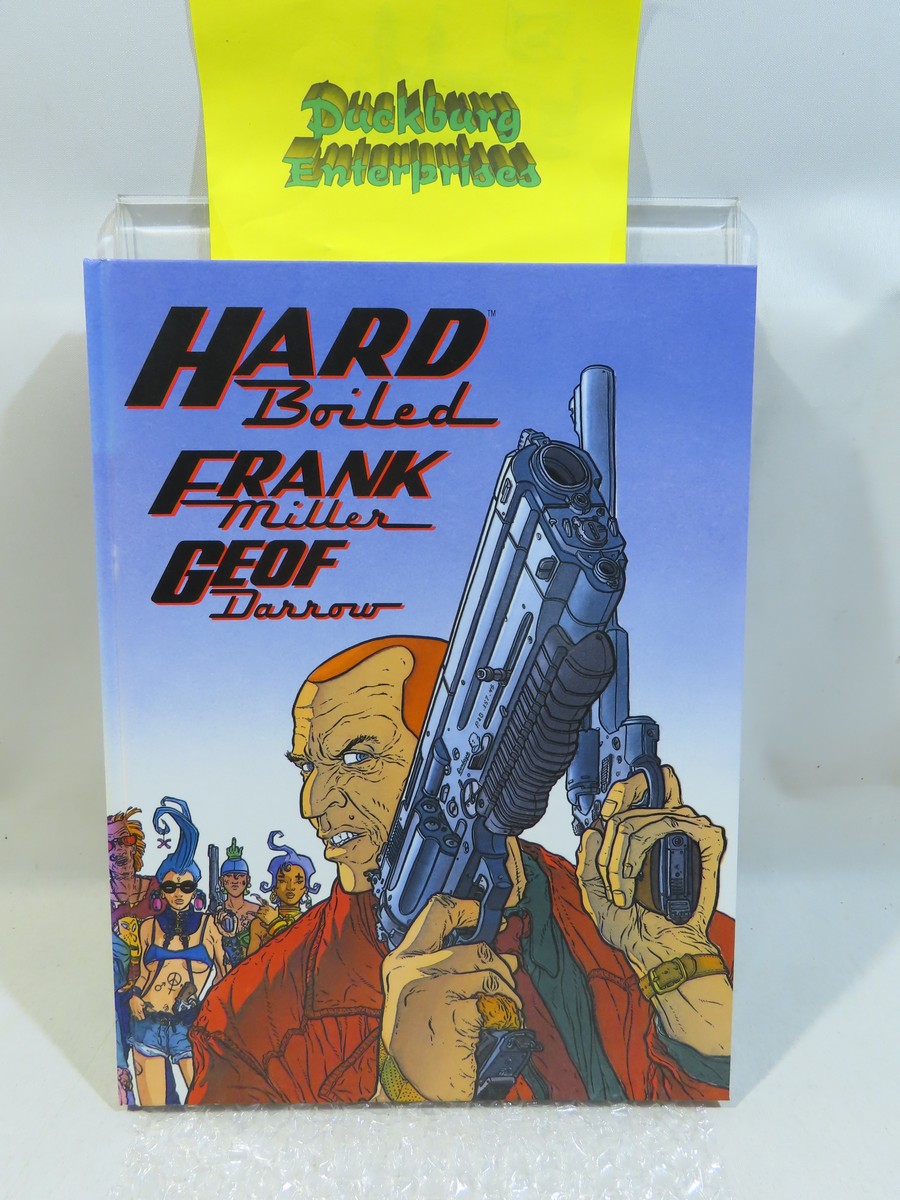 Duckburg
Enterprises
HARD™
Boiled
FRANK
Miller
GEOF
Darrow